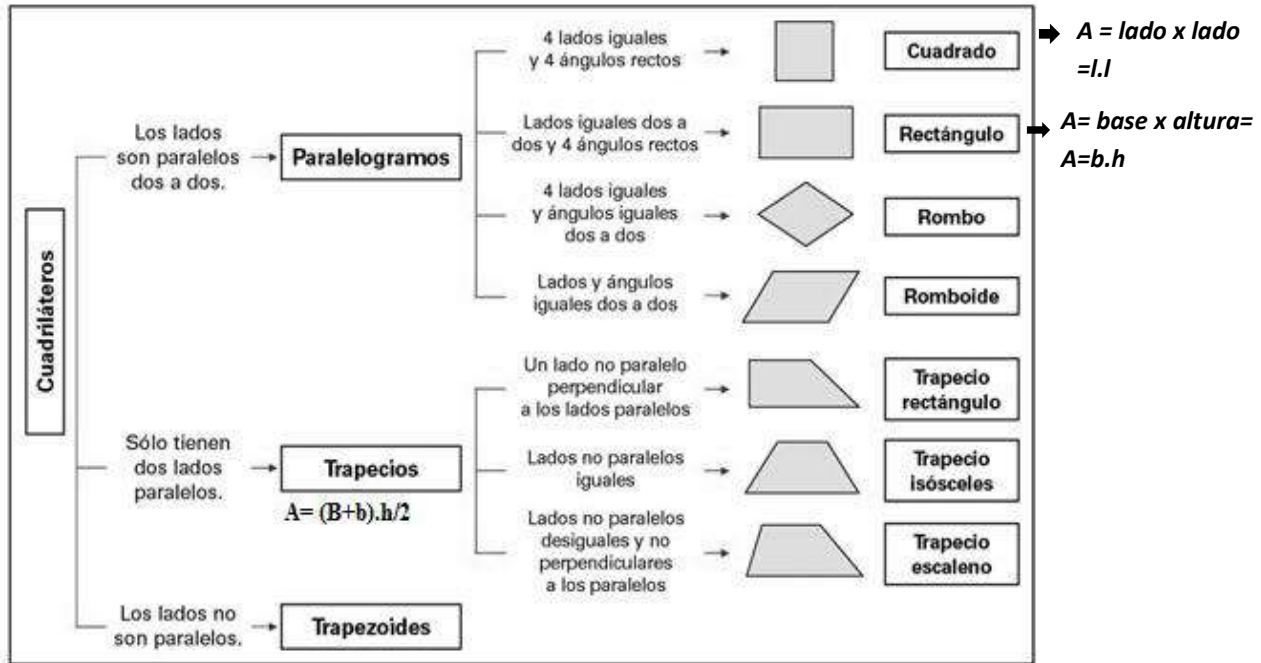 Cuadriláteros
Los lados
son paralelos
dos a dos.
Paralelogramos
4 lados iguales
y 4 ángulos rectos
Cuadrado
A = lado x lado
=l.l
Lados iguales dos a
dos y 4 ángulos rectos
Rectángulo
A= base x altura=
A=b.h
4 lados iguales
y ángulos iguales
dos a dos
Rombo
Lados y ángulos
iguales dos a dos
Romboide
Sólo tienen
dos lados
paralelos.
Trapecios
A= (B+b).h/2
Un lado no paralelo
perpendicular
a los lados paralelos
Trapecio
rectángulo
Lados no paralelos
iguales
Trapecio
isósceles
Lados no paralelos
desiguales y no
perpendiculares
a los paralelos
Trapecio
escaleno
Los lados no
son paralelos.
Trapezoides